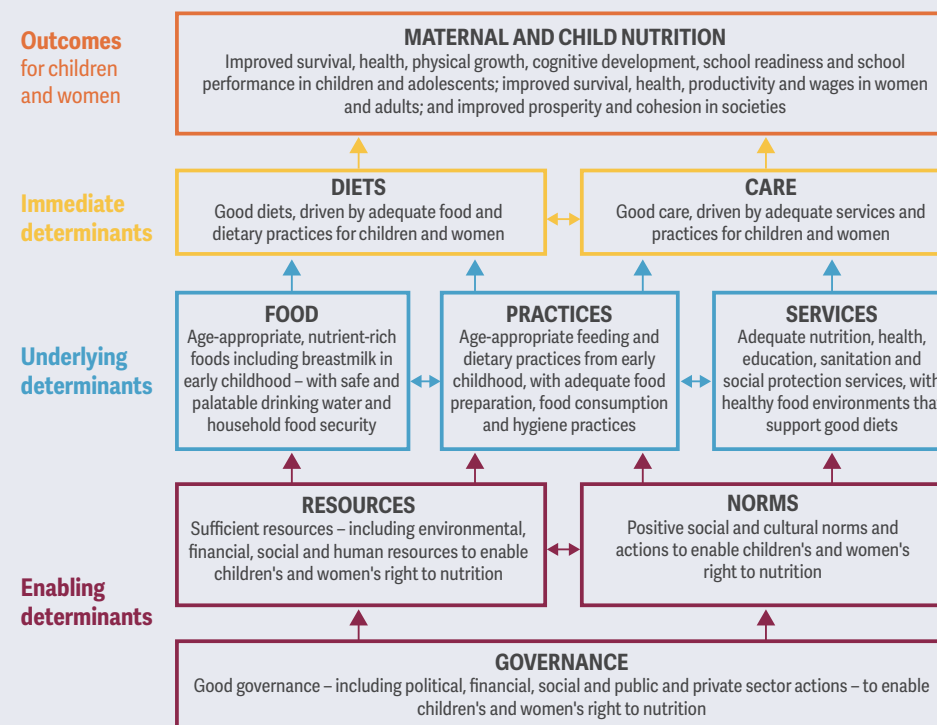 Outcomes
for children
and women
MATERNAL AND CHILD NUTRITION
Improved survival, health, physical growth, cognitive development, school readiness and school
performance in children and adolescents; improved survival, health, productivity and wages in women
and adults; and improved prosperity and cohesion in societies
Immediate
determinants
DIETS
Good diets, driven by adequate food and
dietary practices for children and women
CARE
Good care, driven by adequate services and
practices for children and women
Underlying
determinants
FOOD
Age-appropriate, nutrient-rich
foods including breastmilk in
early childhood – with safe and
palatable drinking water and
household food security
PRACTICES
Age-appropriate feeding and
dietary practices from early
childhood, with adequate food
preparation, food consumption
and hygiene practices
SERVICES
Adequate nutrition, health,
education, sanitation and
social protection services, with
healthy food environments tha
support good diets
Enabling
determinants
RESOURCES
Sufficient resources – including environmental,
financial, social and human resources to enable
children's and women's right to nutrition
NORMS
Positive social and cultural norms and
actions to enable children's and women's
right to nutrition
GOVERNANCE
Good governance – including political, financial, social and public and private sector actions – to enable
children's and women's right to nutrition